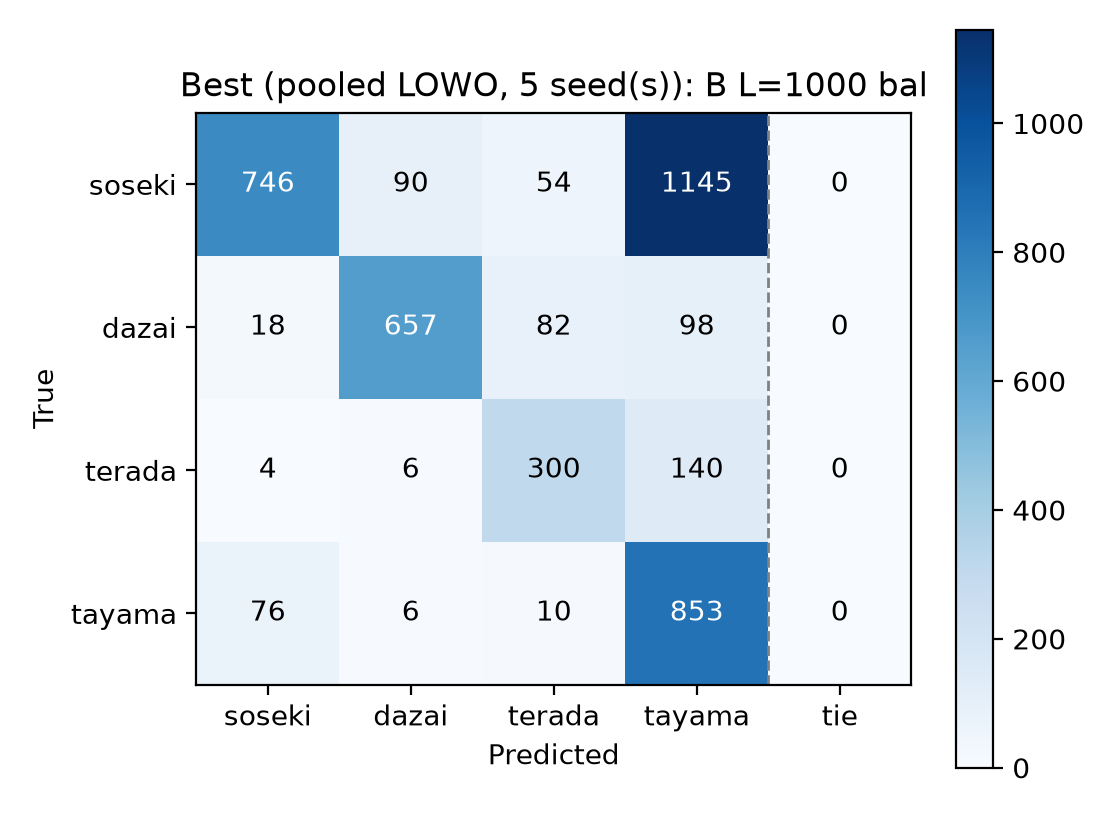 Best (pooled LOWO, 5 seed(s)): B L=1000 bal
soseki 746 90 54 1145 0
dazai 18 657 82 98 0
terada 4 6 300 140 0
tayama 76 6 10 853 0
soseki dazai terada tayama tie
Predicted
True
1000
800
600
400
200
0